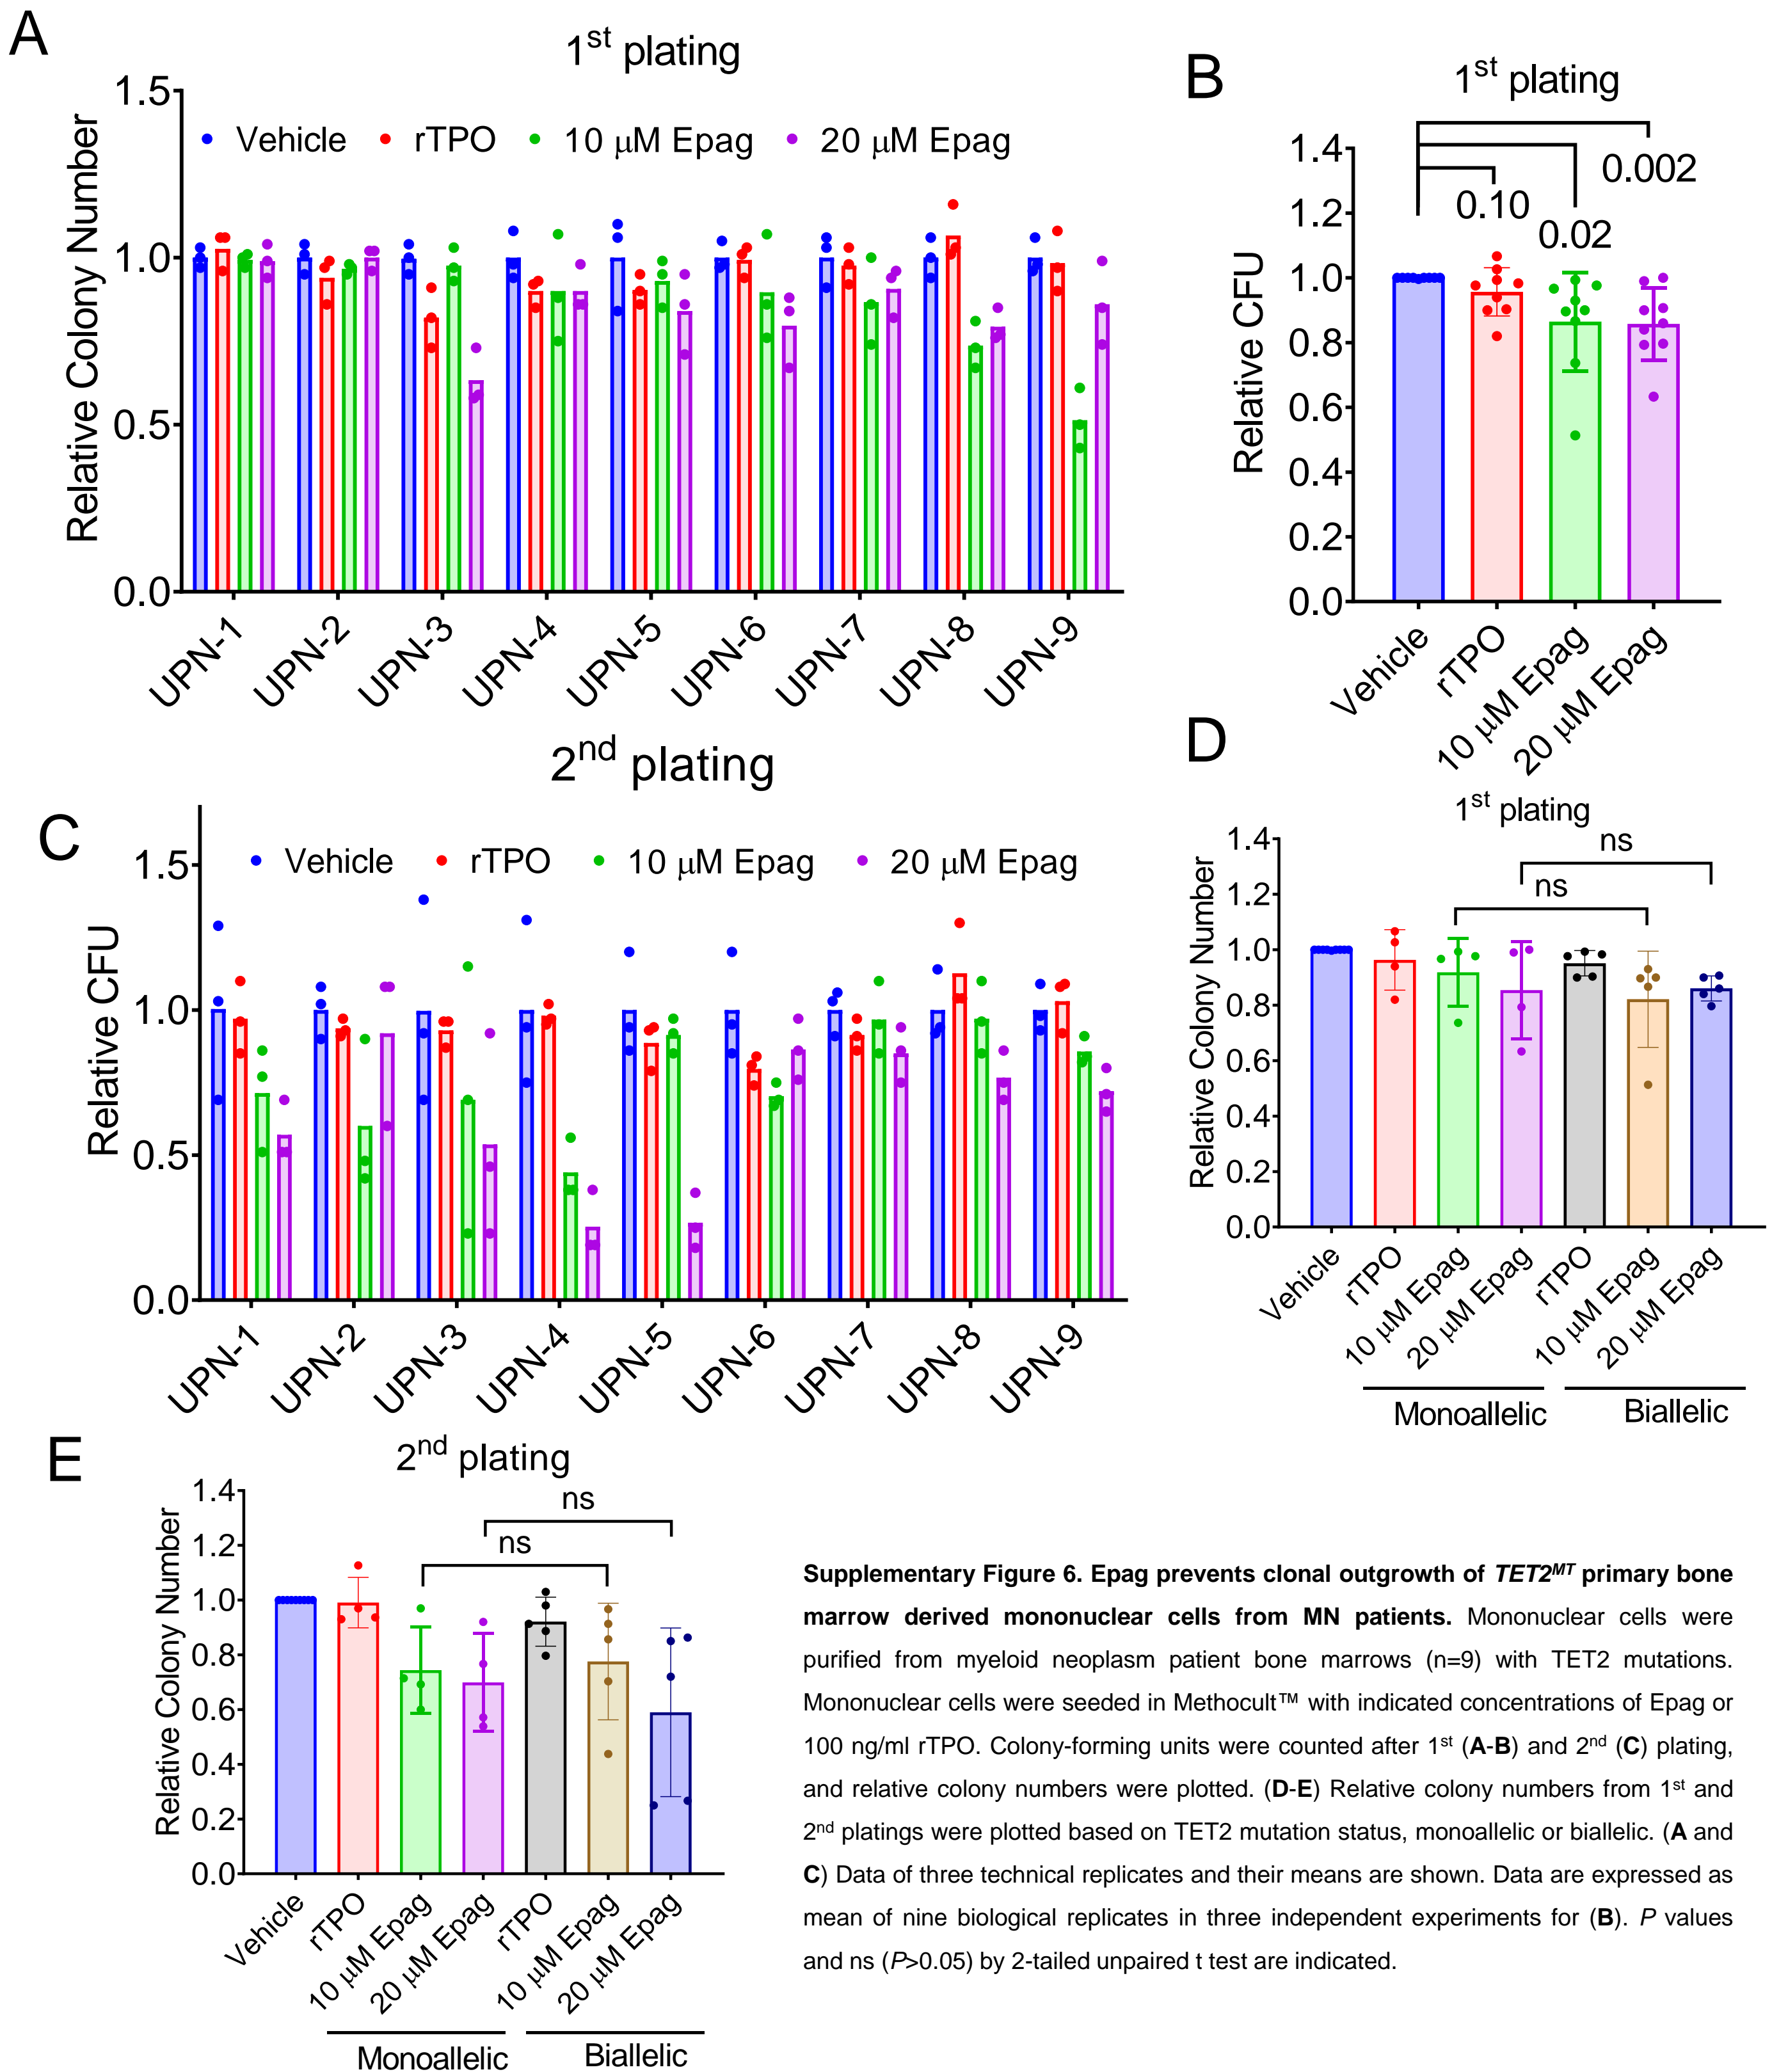 A
1st plating
1.5
1.0
0.5
0.0
Relative Colony Number
Vehicle rTPO 10 μM Epag 20 μM Epag
UPN-1 UPN-2 UPN-3 UPN-4 UPN-5 UPN-6 UPN-7 UPN-8 UPN-9
B
1st plating
0.002
0.10
0.02
1.4
1.2
1.0
0.8
0.6
0.4
0.2
0.0
Relative CFU
Vehicle rTPO 10 μM Epag 20 μM Epag
C
2nd plating
1.5
1.0
0.5
0.0
Relative CFU
Vehicle rTPO 10 μM Epag 20 μM Epag
UPN-1 UPN-2 UPN-3 UPN-4 UPN-5 UPN-6 UPN-7 UPN-8 UPN-9
D
1st plating
ns
ns
1.4
1.2
1.0
0.8
0.6
0.4
0.2
0.0
Relative Colony Number
Vehicle rTPO 10 μM Epag 20 μM Epag rTPO 10 μM Epag 20 μM Epag
Monoallelic Biallelic
E
2nd plating
ns
ns
1.4
1.2
1.0
0.8
0.6
0.4
0.2
0.0
Relative Colony Number
Vehicle rTPO 10 μM Epag 20 μM Epag rTPO 10 μM Epag 20 μM Epag
Monoallelic Biallelic
Supplementary Figure 6. Epag prevents clonal outgrowth of TET2MT primary bone
marrow derived mononuclear cells from MN patients. Mononuclear cells were
purified from myeloid neoplasm patient bone marrows (n=9) with TET2 mutations.
Mononuclear cells were seeded in Methocult™ with indicated concentrations of Epag or
100 ng/ml rTPO. Colony-forming units were counted after 1st (A-B) and 2nd (C) plating,
and relative colony numbers were plotted. (D-E) Relative colony numbers from 1st and
2nd platings were plotted based on TET2 mutation status, monoallelic or biallelic. (A and
C) Data of three technical replicates and their means are shown. Data are expressed as
mean of nine biological replicates in three independent experiments for (B). P values
and ns (P>0.05) by 2-tailed unpaired t test are indicated.